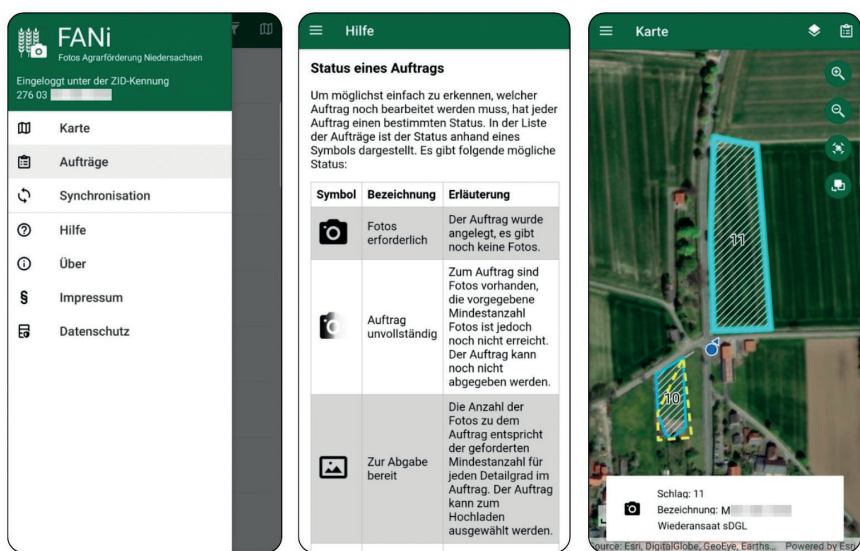 FANi
Fotos Agrarförderung Niedersachsen
Eingeloggt unter der ZID-Kennung
276 03
Karte
Aufträge
Synchronisation
Hilfe
Über
Impressum
Datenschutz
Hilfe
Status eines Auftrags
Um möglichst einfach zu erkennen, welcher
Auftrag noch bearbeitet werden muss, hat jeder
Auftrag einen bestimmten Status. In der Liste
der Aufträge ist der Status anhand eines
Symbols dargestellt. Es gibt folgende mögliche
Status:
Symbol Bezeichnung Erläuterung
Fotos
erforderlich
Der Auftrag wurde
angelegt, es gibt
noch keine Fotos.
Auftrag
unvollständig
Zum Auftrag sind
Fotos vorhanden,
die vorgegebene
Mindestanzahl
Fotos ist jedoch
noch nicht erreicht.
Der Auftrag kann
noch nicht
abgegeben werden.
Zur Abgabe
bereit
Die Anzahl der
Fotos zu dem
Auftrag entspricht
der geforderten
Mindestanzahl für
jeden Detailgrad im
Auftrag. Der Auftrag
kann zum
Hochladen
ausgewählt werden.
Karte
11
10
Schlag: 11
Bezeichnung: M
Wiederansaat sDGL
ource: Esri, DigitalGlobe, GeoEye, Earths... Powered by Esri